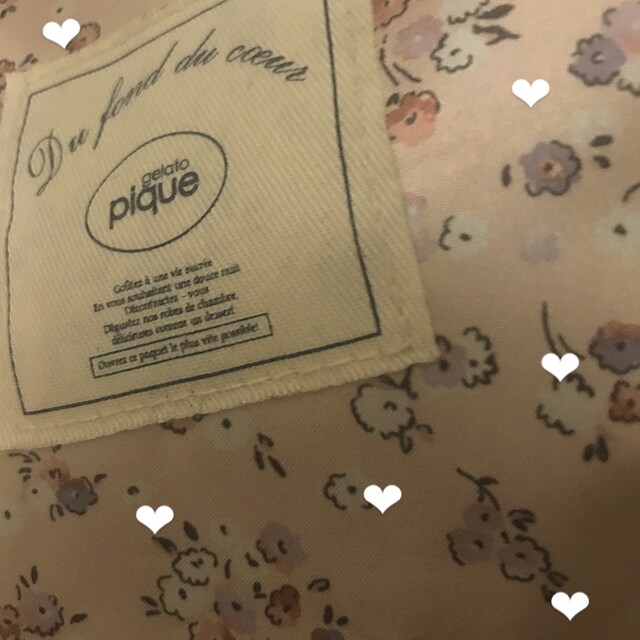 Du fond du cœur
gelato
pique
Goûtez à une vie sucrée
En vous souhaitant une douce nuit
Décontractez - vous
Dégustez nos robes de chambre.
délicieuses comme un dessert
Ouvrez ce paquet le plus vite possible!